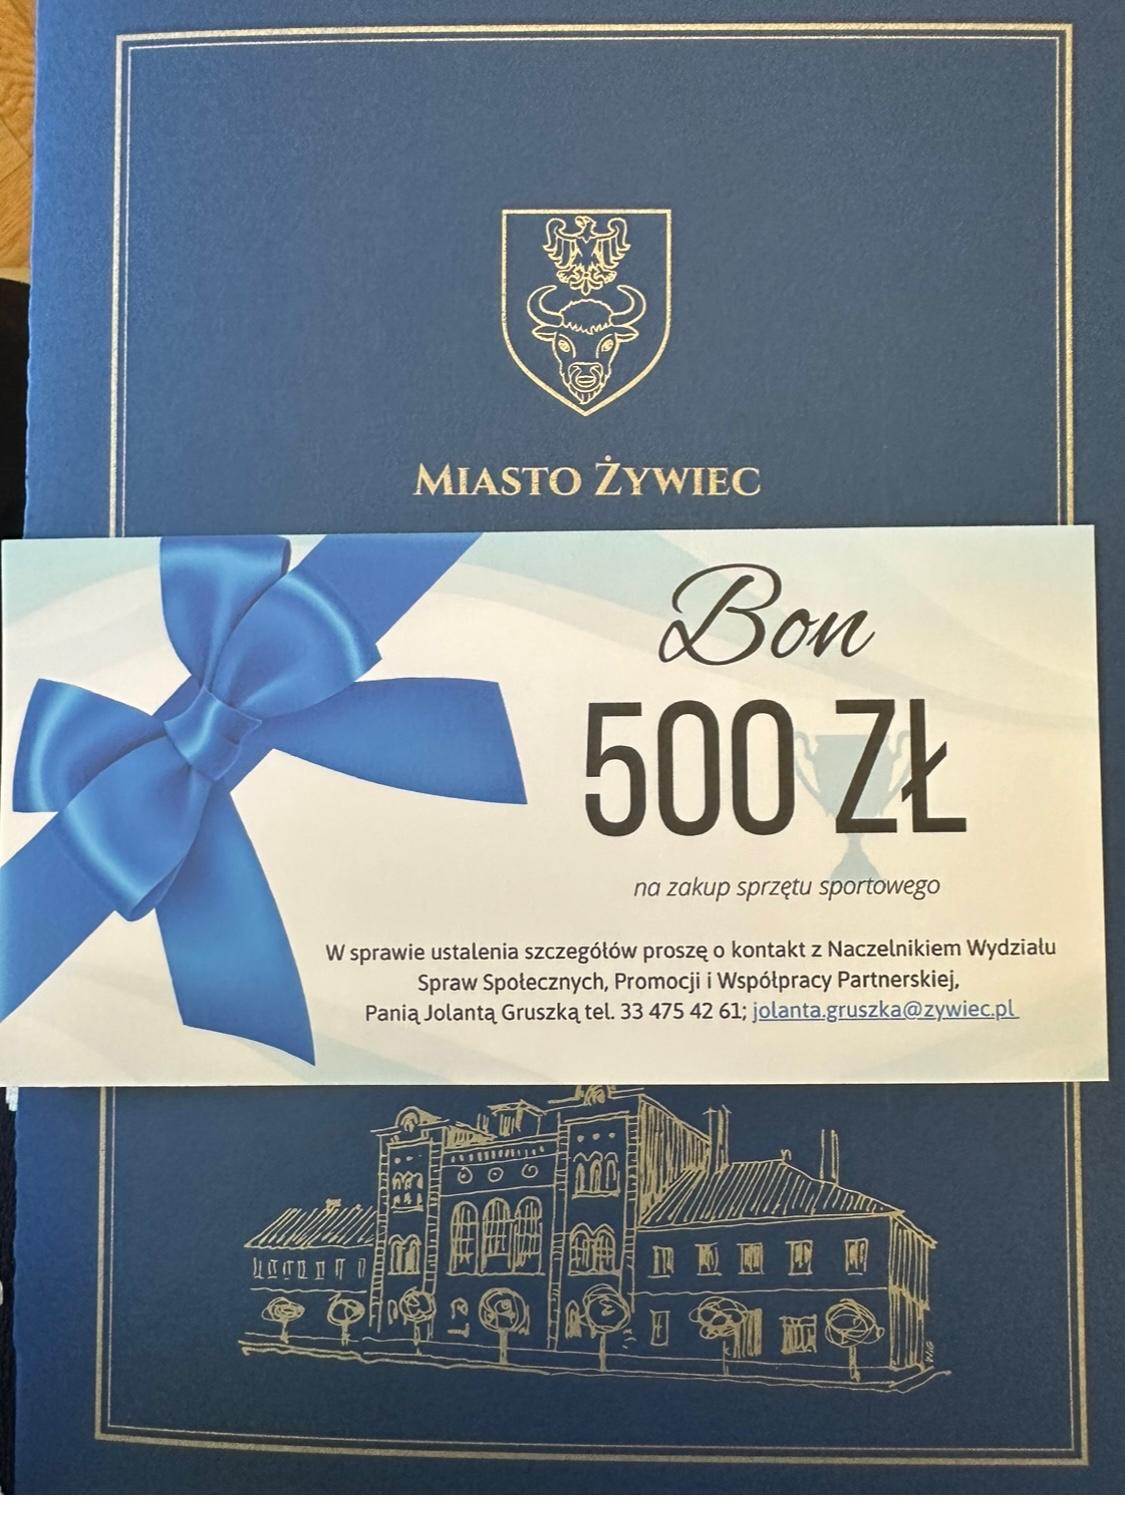 MIASTO ŻYWIEC
Bon
500 ZŁ
na zakup sprzętu sportowego
W sprawie ustalenia szczegółów proszę o kontakt z Naczelnikiem Wydziału
Spraw Społecznych, Promocji i Współpracy Partnerskiej,
Panią Jolantą Gruszką tel. 33 475 42 61; jolanta.gruszka@zywiec.pl